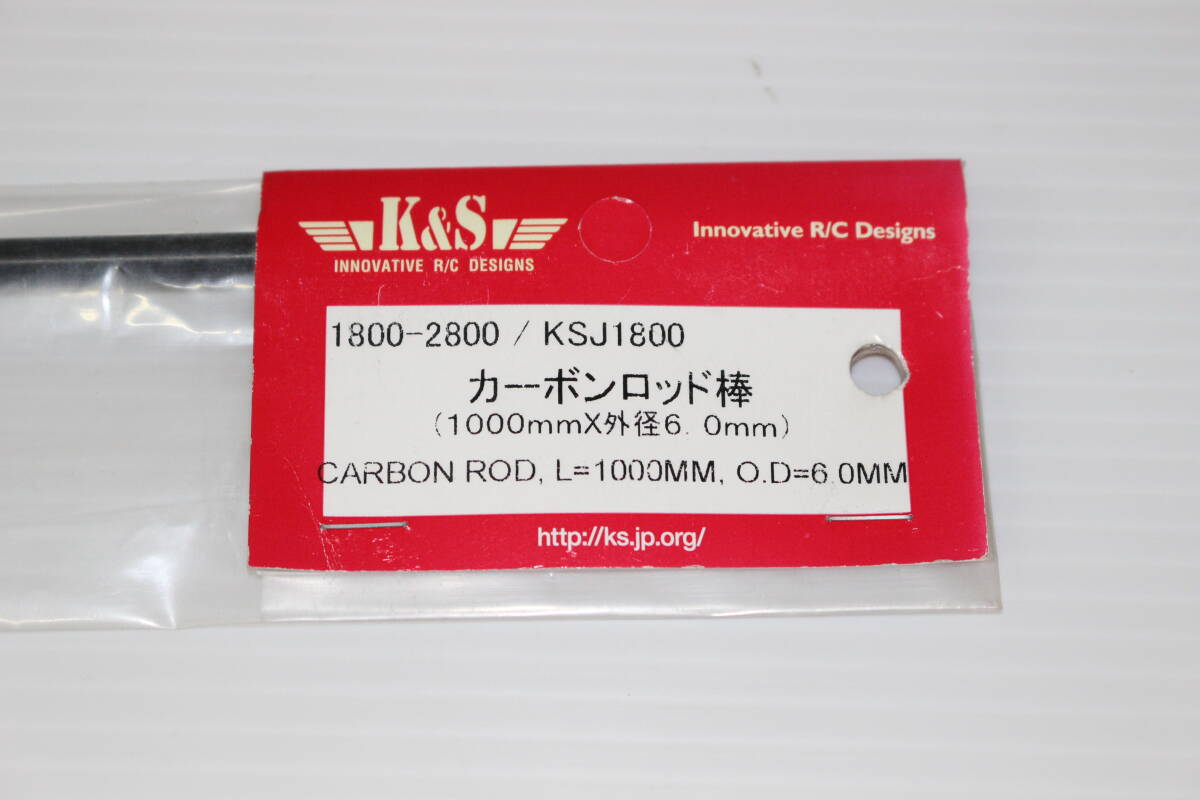 K&S
INNOVATIVE R/C DESIGNS
Innovative R/C Designs
1800-2800 / KSJ1800
カーボンロッド棒
(1000mmX外径6.0mm)
CARBON ROD, L=1000MM, O.D=6.0MM
http://ks.jp.org/